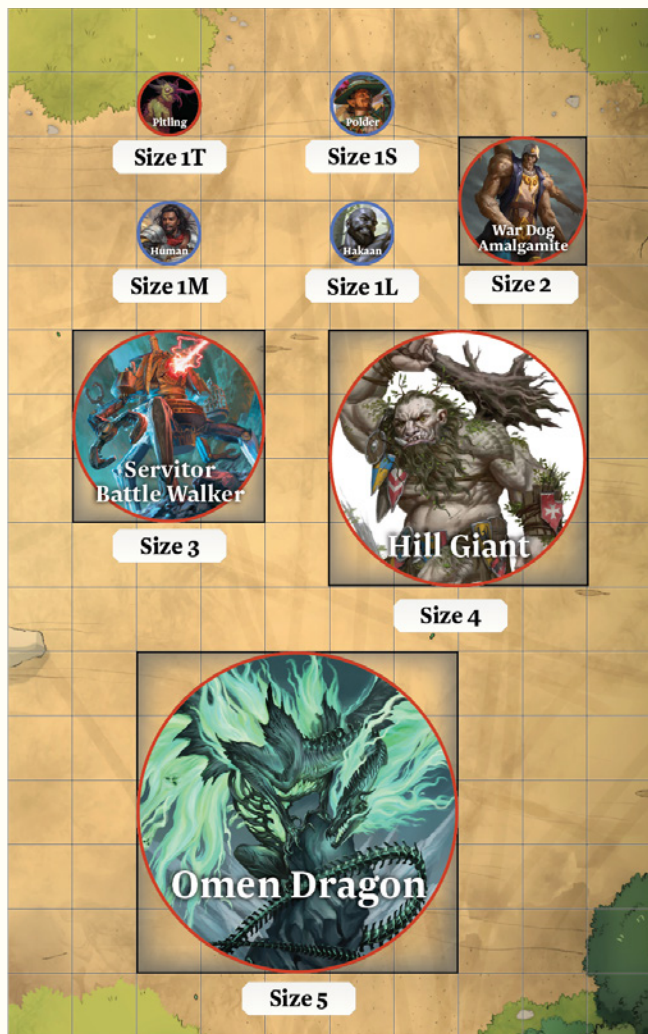 Pitling
Polder
Size 1T
Size 1S
War Dog
Amalgamite
Human
Hakaan
Size 1M
Size 1L
Size 2
Servitor
Battle Walker
Hill Giant
Size 3
Size 4
Omen Dragon
Size 5